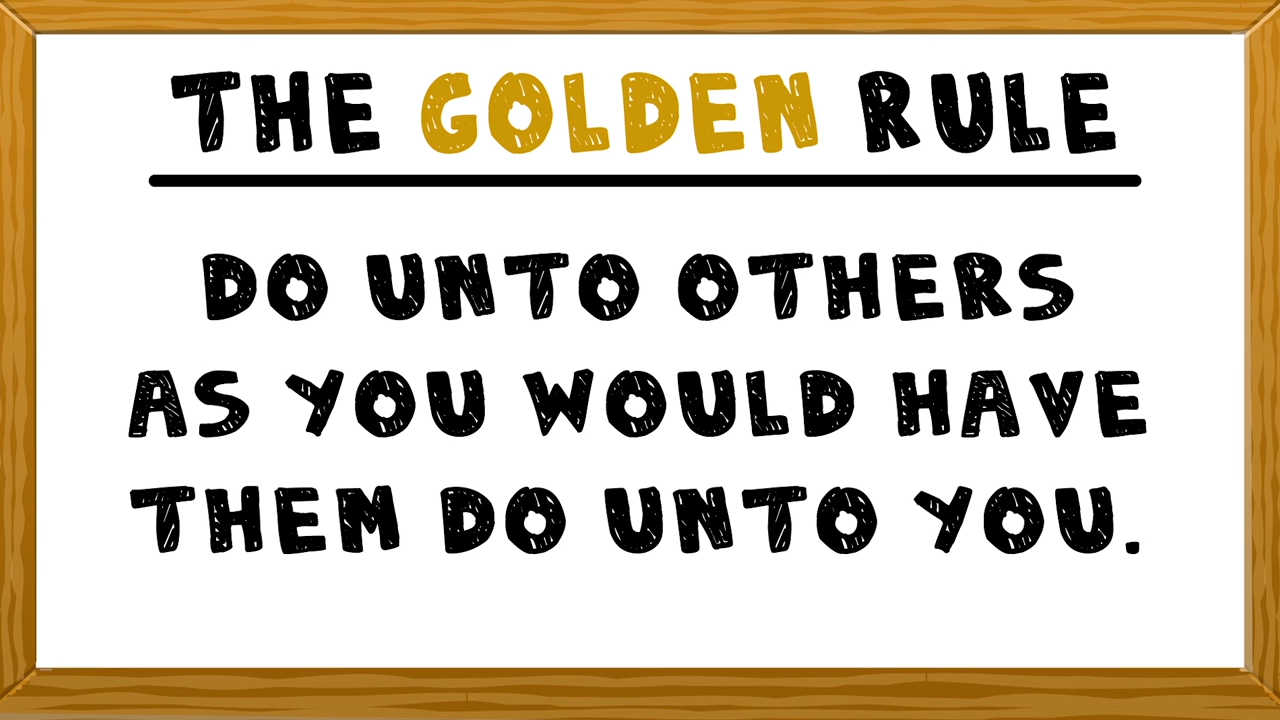 THE GOLDEN RULE
DO UNTO OTHERS
AS YOU WOULD HAVE
THEM DO UNTO YOU.